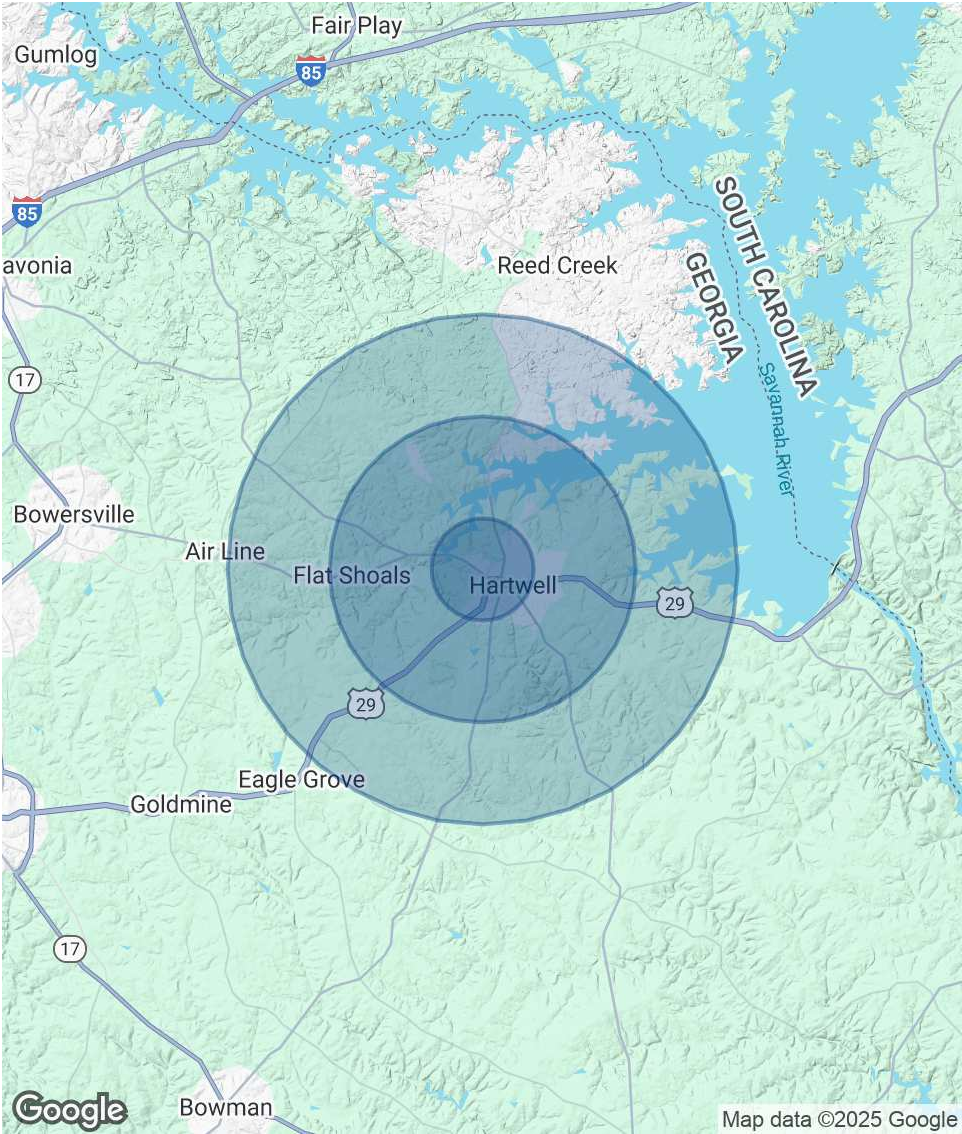 Fair Play
Gumlog
85
85
SOUTH CAROLINA
GEORGIA
avonia
Reed Creek
17
Savannah River
Bowersville
Air Line
Flat Shoals
Hartwell
29
29
Eagle Grove
Goldmine
17
Bowman
Google
Map data ©2025 Google